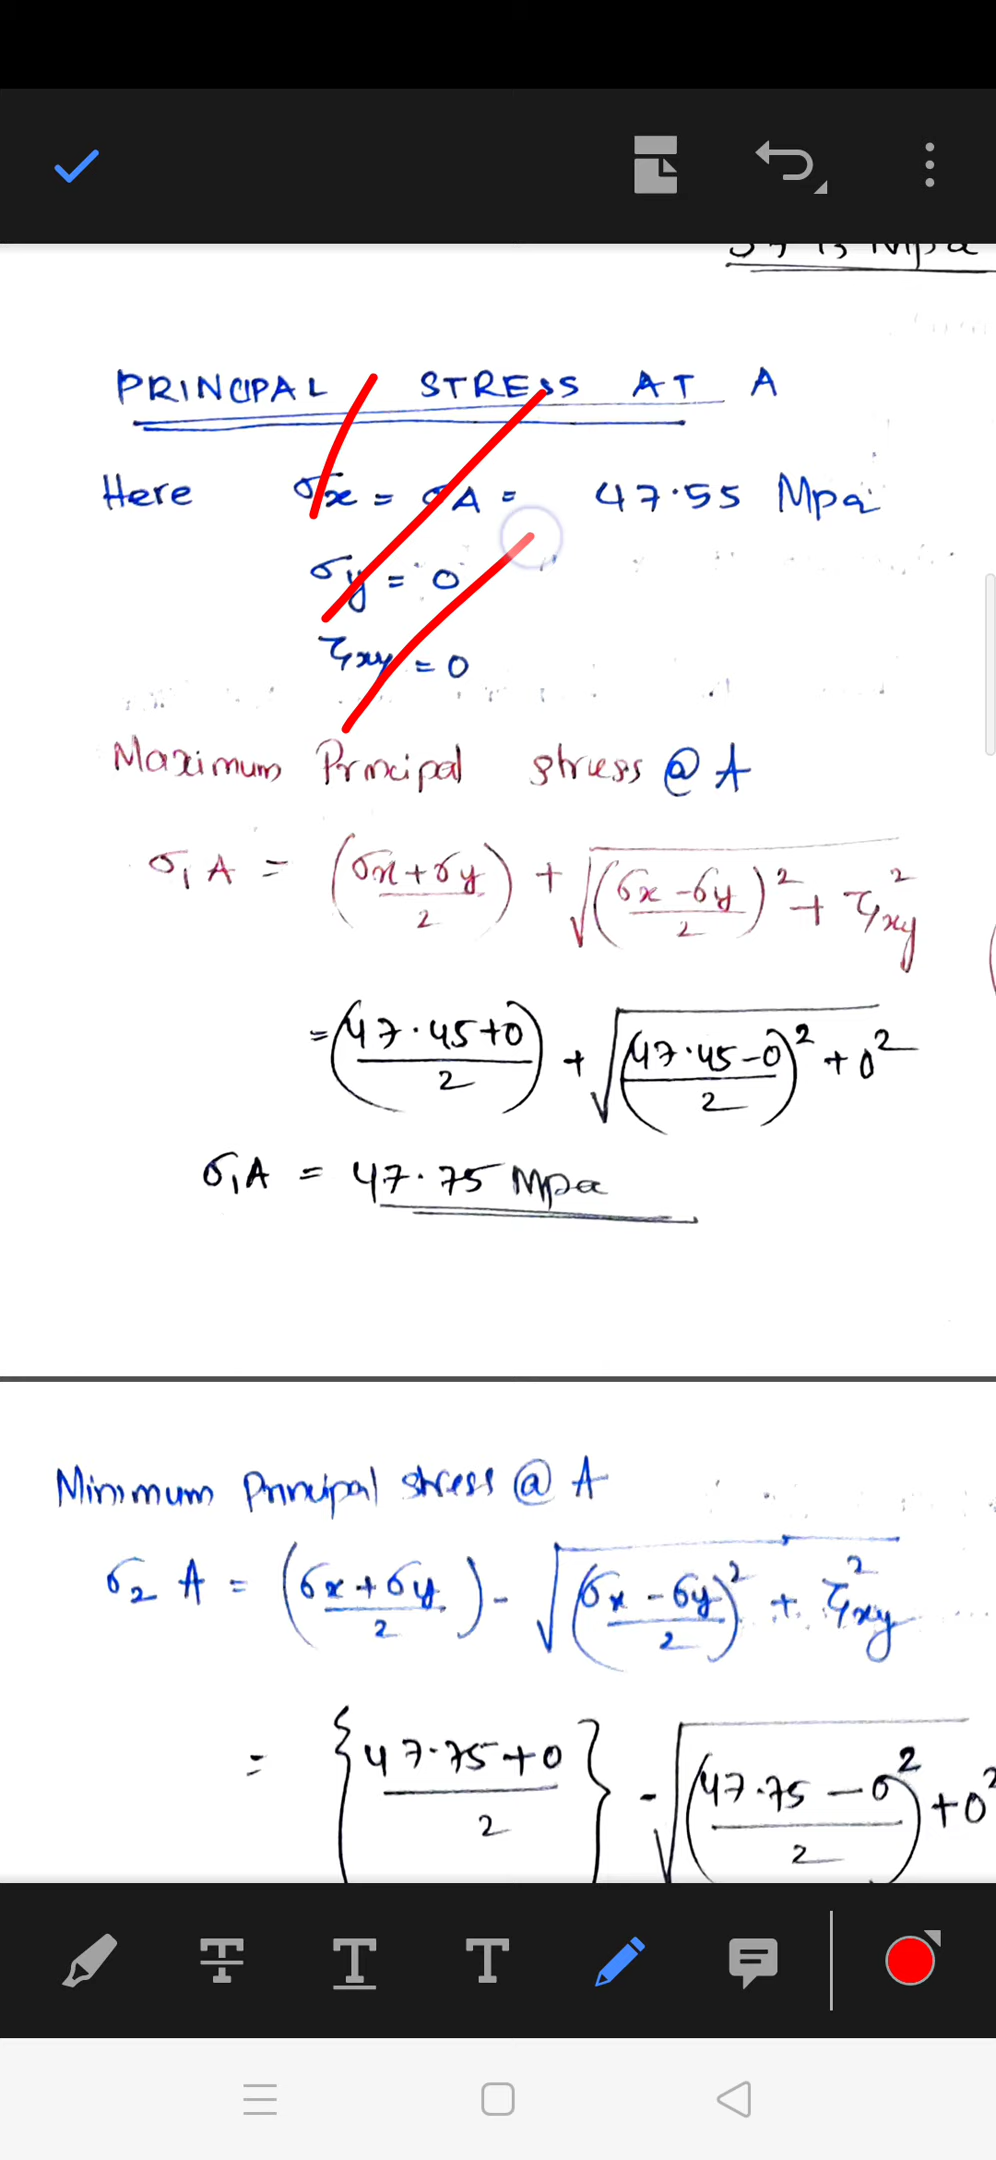 PRINCIPAL STRESS AT A
Here σx = σA = 47.55 Mpa
σy = 0
τxy = 0
Maximum Principal stress @ A
σ1 A = (σx+σy/2) + √(σx-σy/2)² + τxy²
= (47.45+0/2) + √(47.45-0/2)² + 0²
σ1A = 47.75 Mpa
Minimum Principal stress @ A
σ2 A = (σx+σy/2) - √(σx-σy/2)² + τxy²
= {47.75+0/2} - √(47.75-0/2)² + 0²